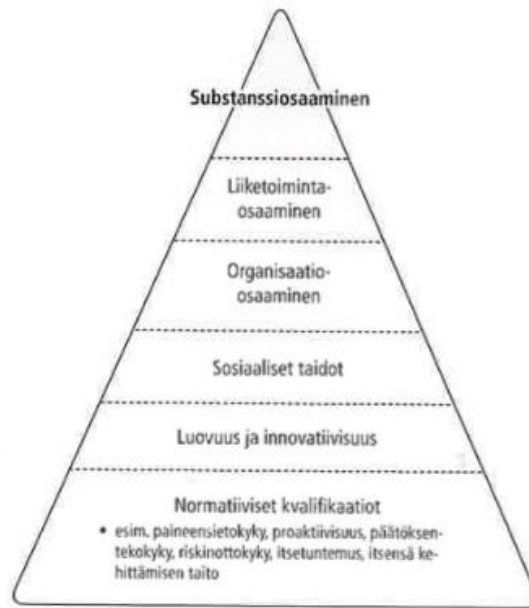 Substanssiosaaminen
Liiketoiminta-
osaaminen
Organisaatio-
osaaminen
Sosiaaliset taidot
Luovuus ja innovatiivisuus
Normatiiviset kvalifikaatiot
• esim. paineensietokyky, proaktiivisuus, päätöksen-
tekokyky, riskinottokyky, itsetuntemus, itsensä ke-
hittämisen taito